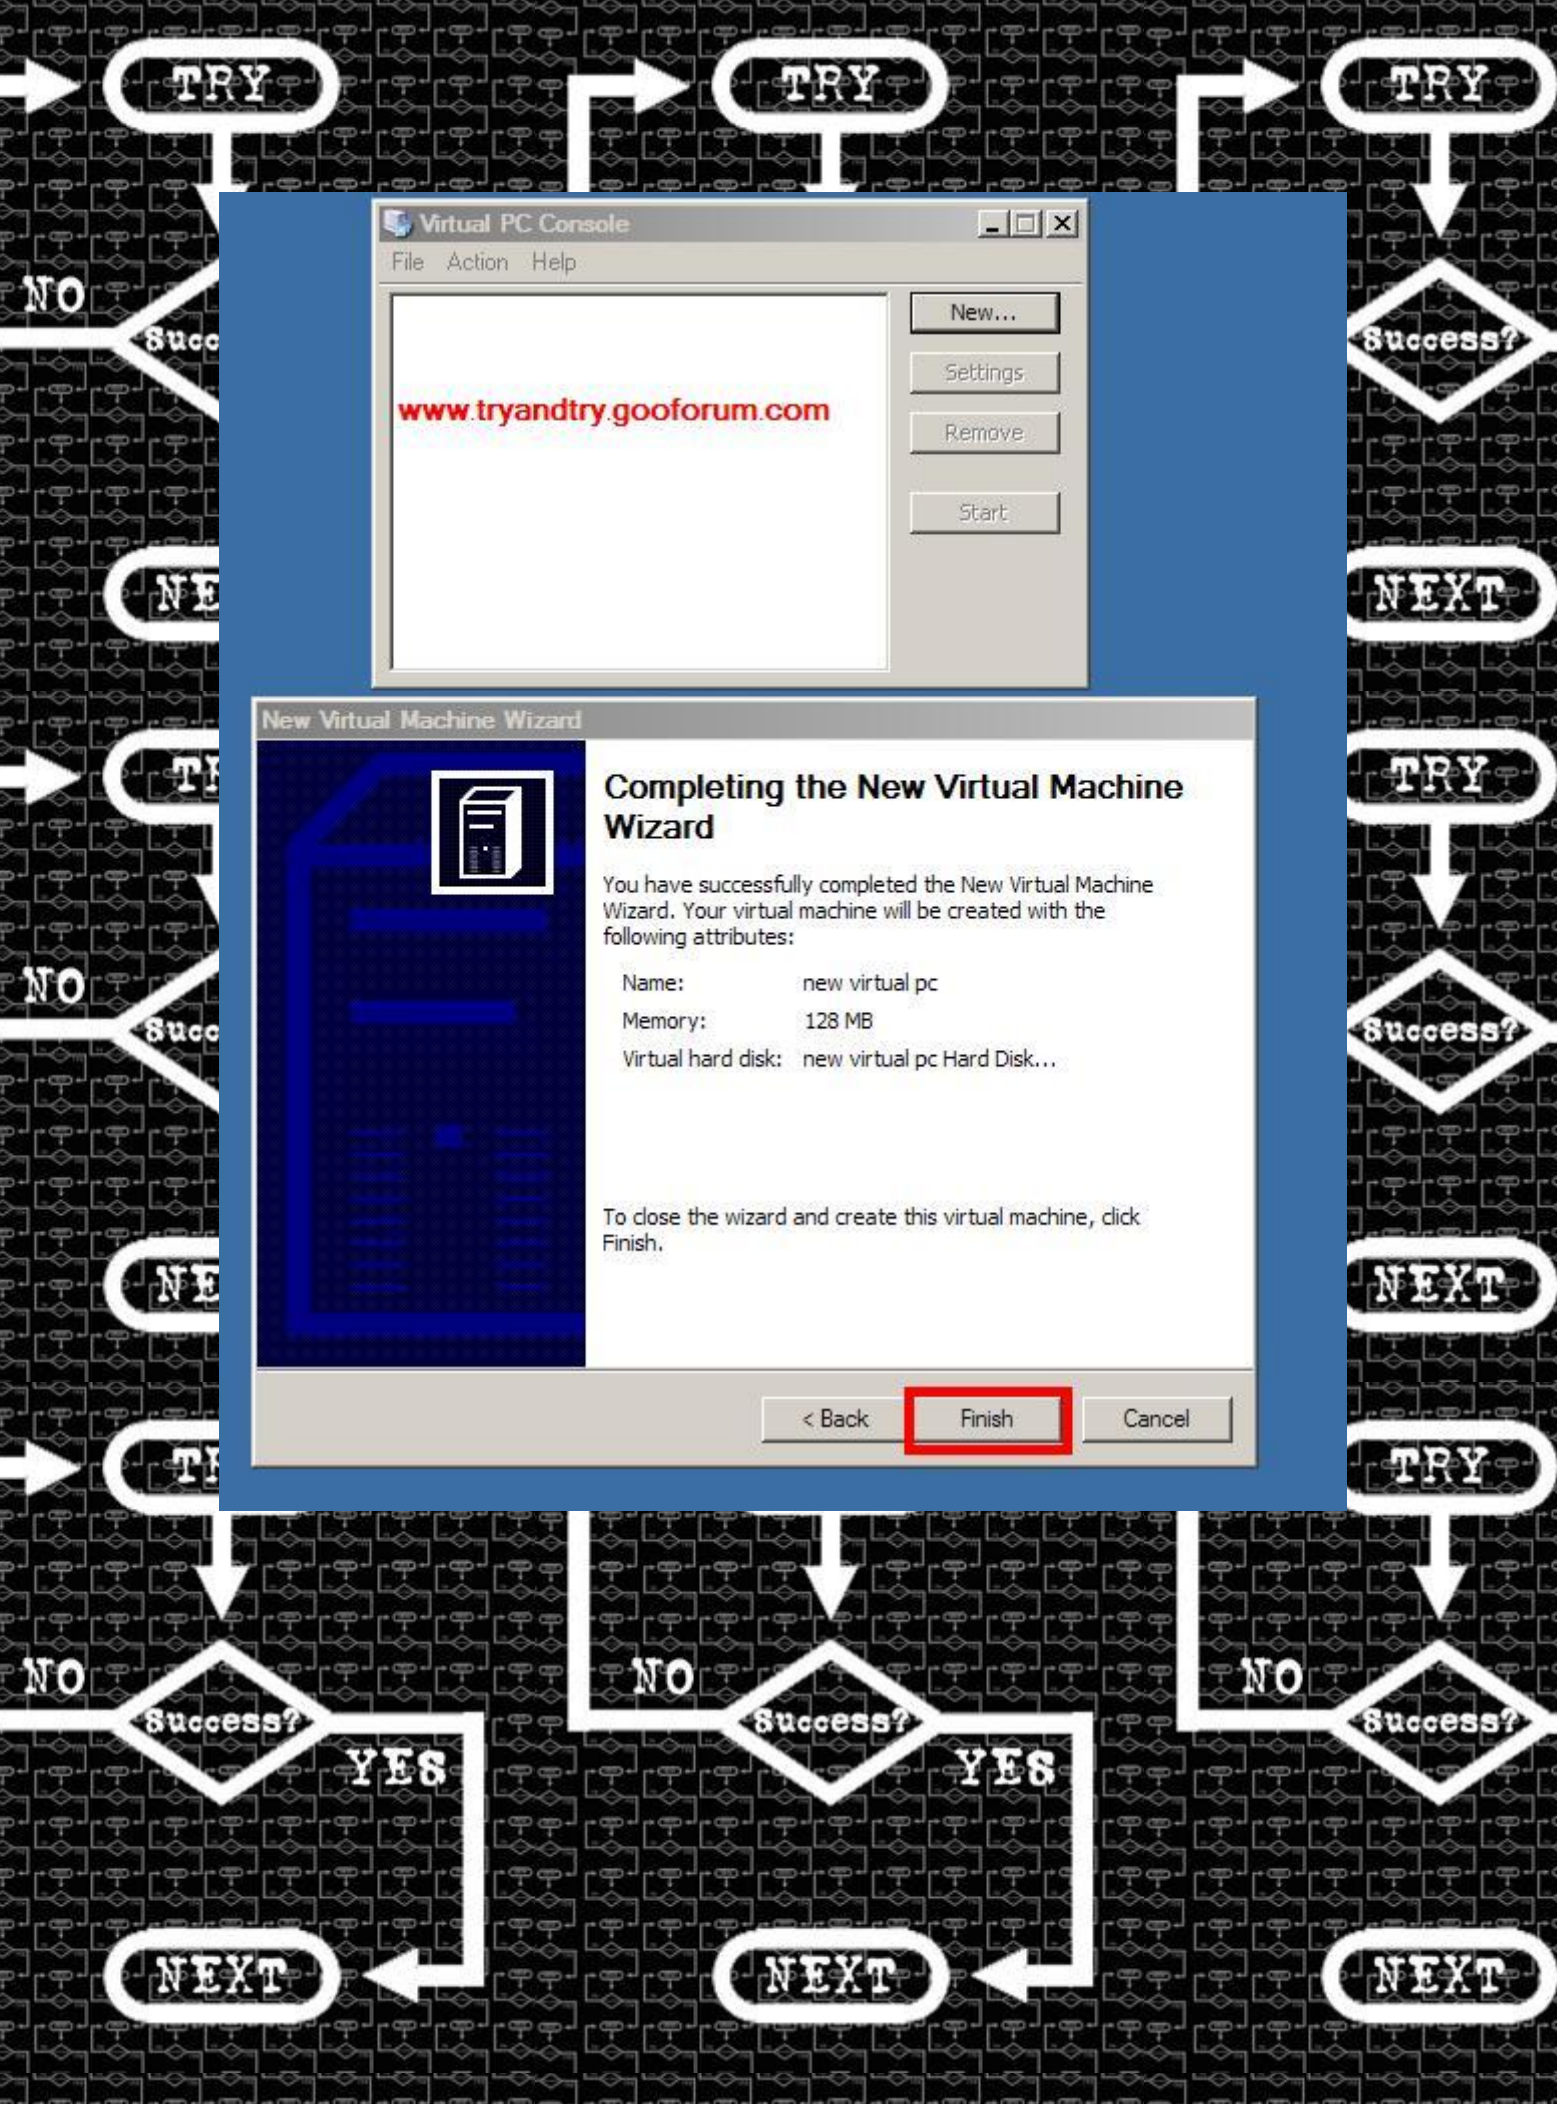 TRY TRY TRY
Virtual PC Console
File Action Help
NO
New...
Success?
Settings
www.tryandtry.gooforum.com
Remove
Start
NEXT
New Virtual Machine Wizard
TRY
Completing the New Virtual Machine
Wizard
You have successfully completed the New Virtual Machine
Wizard. Your virtual machine will be created with the
following attributes:
Name: new virtual pc
NO
Memory: 128 MB
Success?
Virtual hard disk: new virtual pc Hard Disk...
To close the wizard and create this virtual machine, click
Finish.
NEXT
< Back Finish Cancel
TRY
NO NO NO
Success? Success? Success?
YES YES
NEXT NEXT NEXT